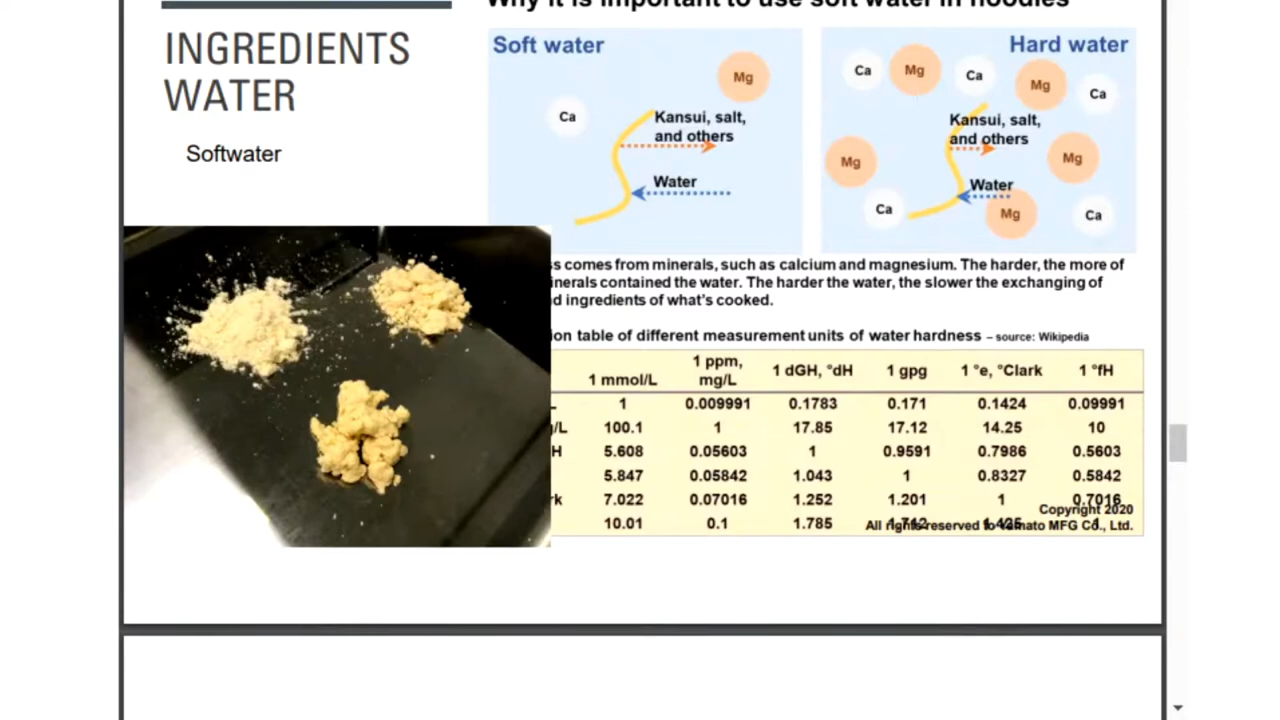 Why it is important to use soft water in noodles
INGREDIENTS
WATER
Softwater
Soft water
Mg
Ca
Kansui, salt,
and others
Water
Hard water
Ca
Mg
Ca
Mg
Ca
Kansui, salt,
and others
Mg
Mg
Water
Ca
Mg
Ca
s comes from minerals, such as calcium and magnesium. The harder, the more of
inerals contained the water. The harder the water, the slower the exchanging of
d ingredients of what's cooked.
ion table of different measurement units of water hardness – source: Wikipedia
1 mmol/L 1 ppm, mg/L 1 dGH, °dH 1 gpg 1 °e, °Clark 1 °fH
L 1 0.009991 0.1783 0.171 0.1424 0.09991
/L 100.1 1 17.85 17.12 14.25 10
H 5.608 0.05603 1 0.9591 0.7986 0.5603
5.847 0.05842 1.043 1 0.8327 0.5842
rk 7.022 0.07016 1.252 1.201 1 0.7016
10.01 0.1 1.785 1.712 1.425 1
Copyright 2020
All rights reserved to Yamato MFG Co., Ltd.